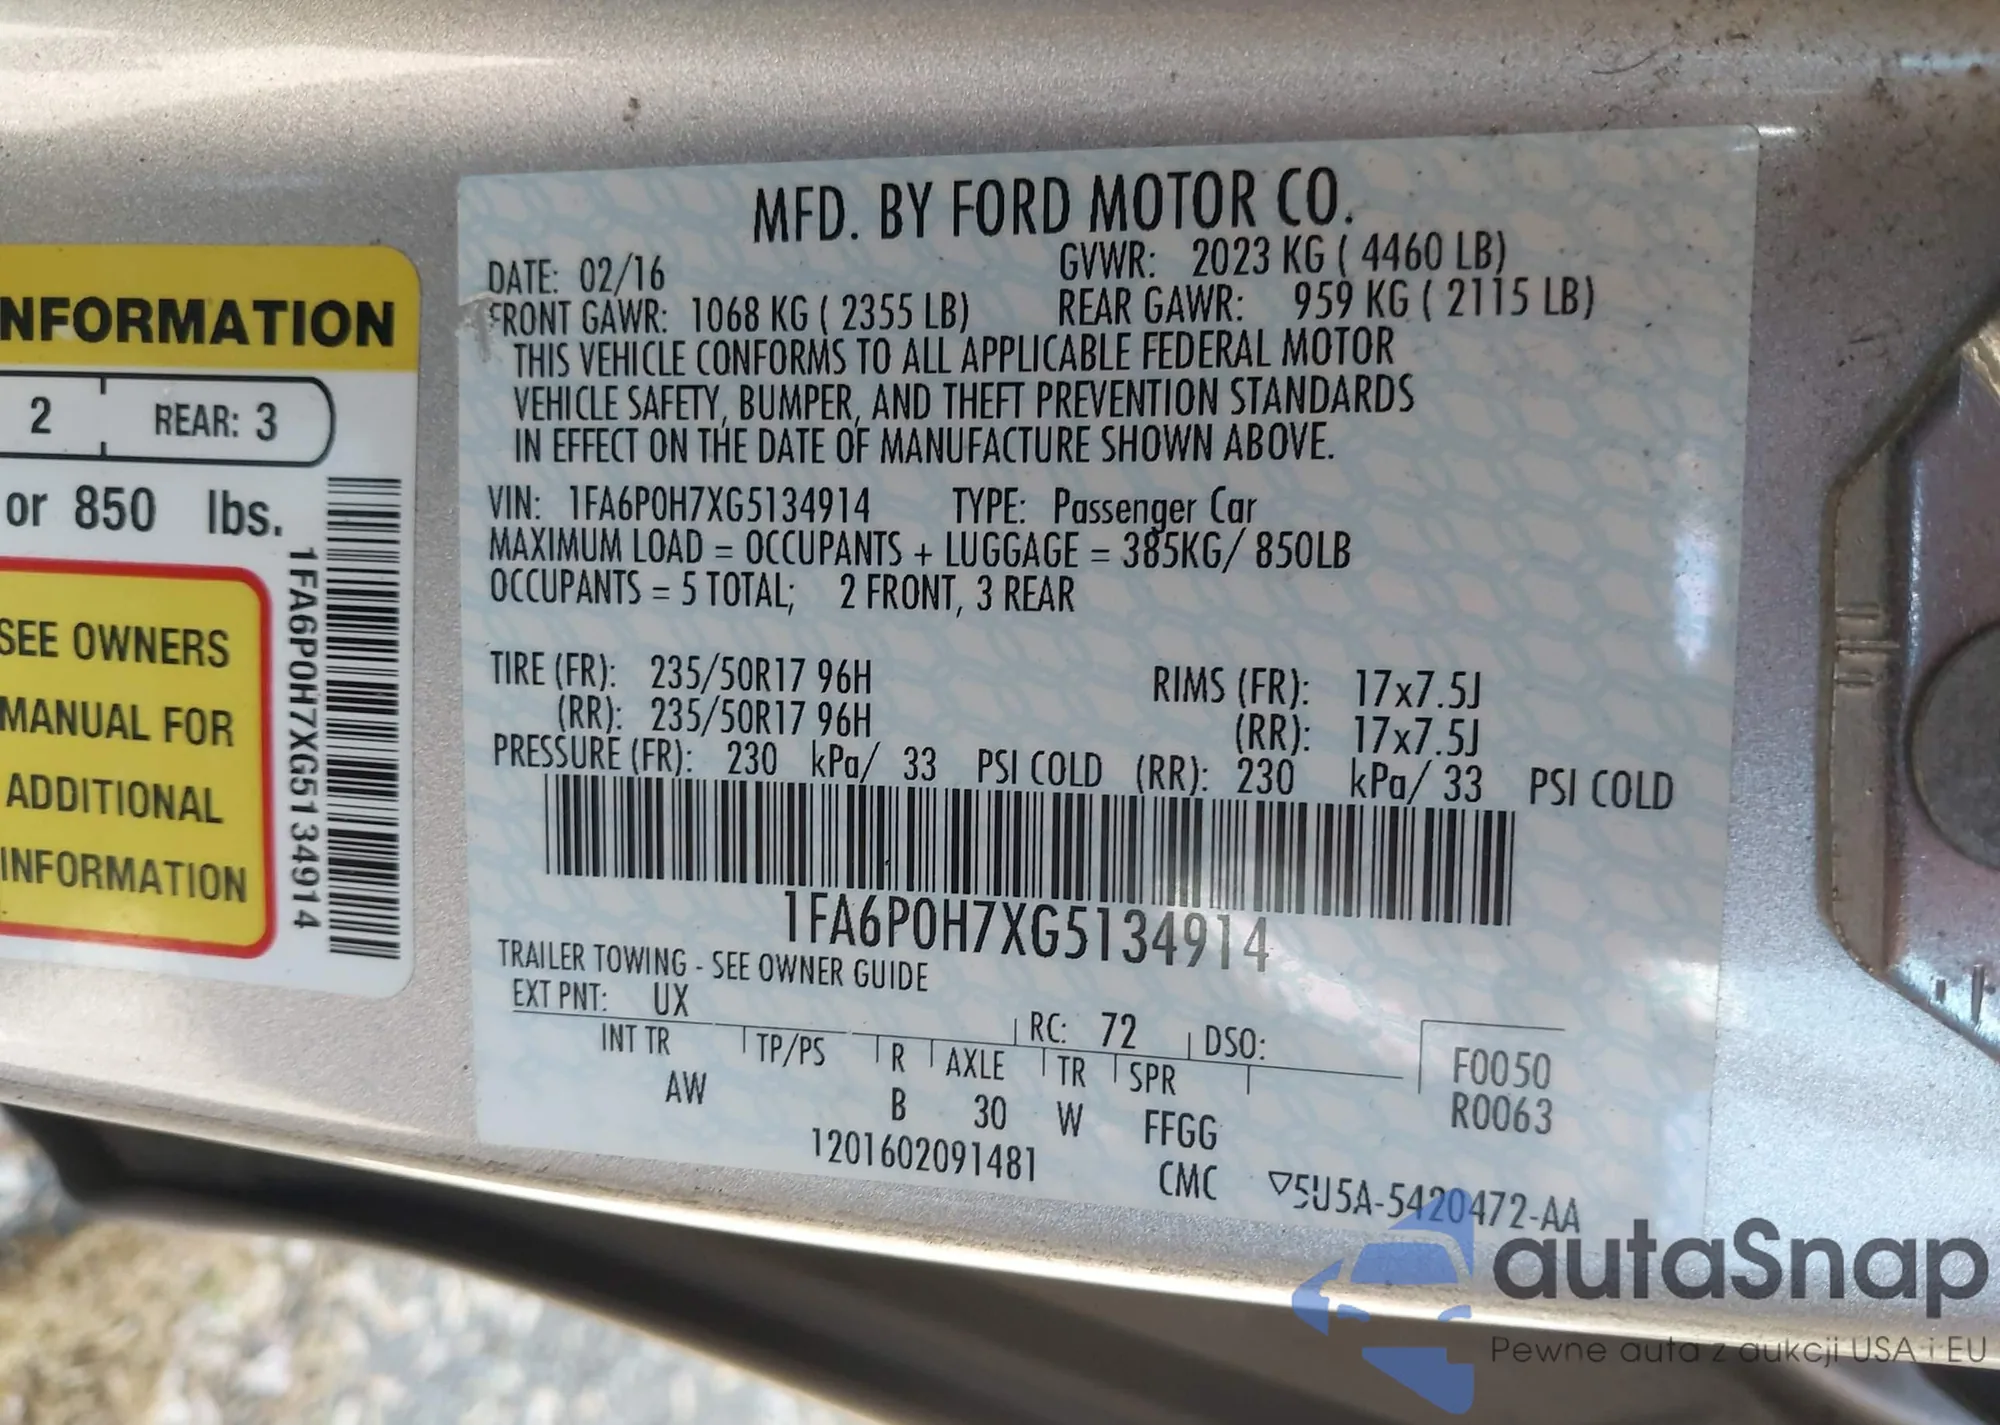 NFORMATION
2 REAR: 3
or 850 lbs.
SEE OWNERS
MANUAL FOR
ADDITIONAL
INFORMATION
1FA6P0H7XG5134914
MFD. BY FORD MOTOR CO.
DATE: 02/16 GVWR: 2023 KG ( 4460 LB)
FRONT GAWR: 1068 KG ( 2355 LB) REAR GAWR: 959 KG ( 2115 LB)
THIS VEHICLE CONFORMS TO ALL APPLICABLE FEDERAL MOTOR
VEHICLE SAFETY, BUMPER, AND THEFT PREVENTION STANDARDS
IN EFFECT ON THE DATE OF MANUFACTURE SHOWN ABOVE.
VIN: 1FA6P0H7XG5134914 TYPE: Passenger Car
MAXIMUM LOAD = OCCUPANTS + LUGGAGE = 385KG/ 850LB
OCCUPANTS = 5 TOTAL; 2 FRONT, 3 REAR
TIRE (FR): 235/50R17 96H RIMS (FR): 17x7.5J
(RR): 235/50R17 96H (RR): 17x7.5J
PRESSURE (FR): 230 kPa/ 33 PSI COLD (RR): 230 kPa/ 33 PSI COLD
1FA6P0H7XG5134914
TRAILER TOWING - SEE OWNER GUIDE
EXT PNT: UX RC: 72 DSO:
INT TR TP/PS R AXLE TR SPR F0050
AW B 30 W FFGG R0063
1201602091481 CMC ▽5U5A-5420472-AA
autaSnap
Pewne auta z aukcji USA i EU